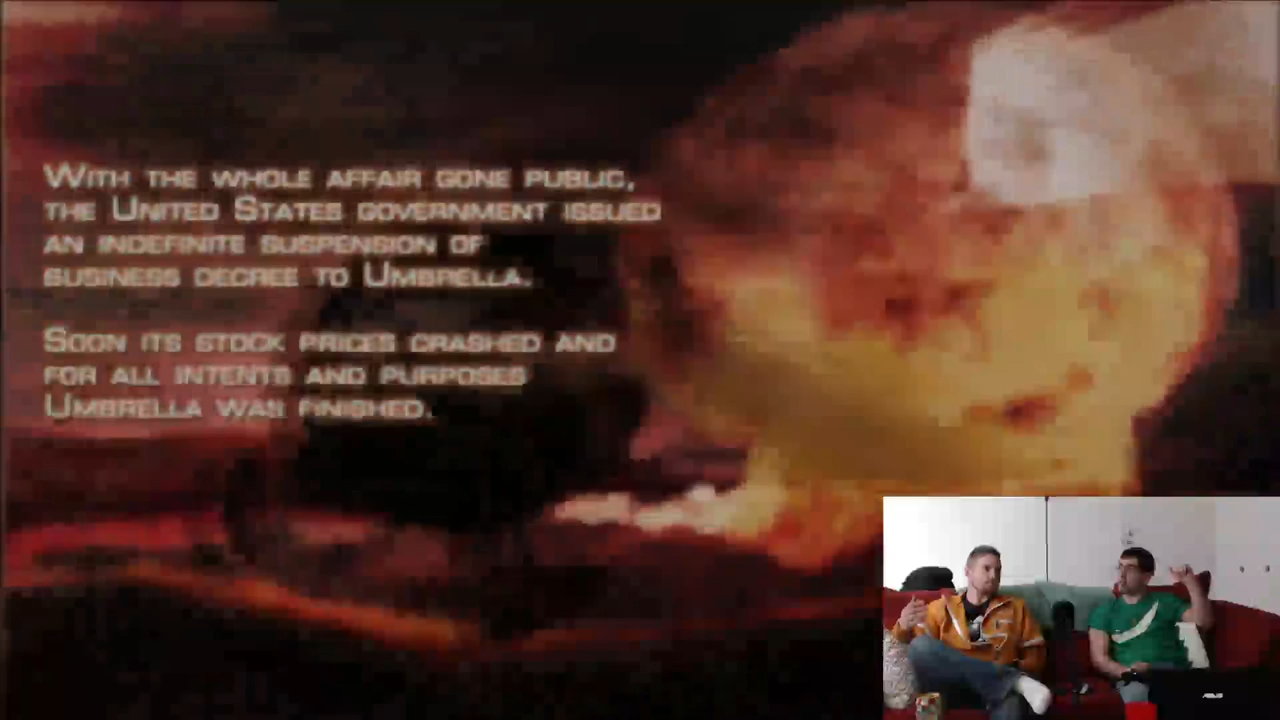 With the whole affair gone public,
the United States government issued
an indefinite suspension of
business decree to Umbrella.
Soon its stock prices crashed and
for all intents and purposes
Umbrella was finished.
ASUS